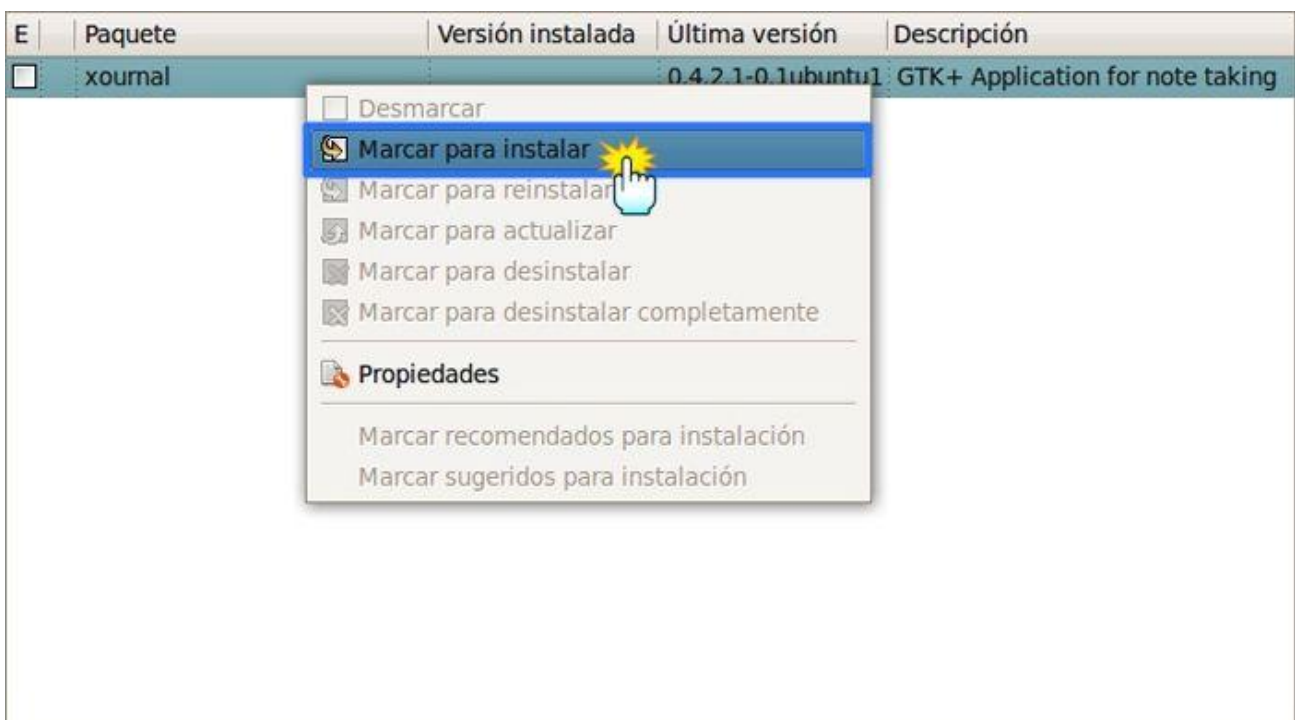 E Paquete Versión instalada Última versión Descripción
xournal 0.4.2.1-0.1ubuntu1 GTK+ Application for note taking
Desmarcar
Marcar para instalar
Marcar para reinstalar
Marcar para actualizar
Marcar para desinstalar
Marcar para desinstalar completamente
Propiedades
Marcar recomendados para instalación
Marcar sugeridos para instalación